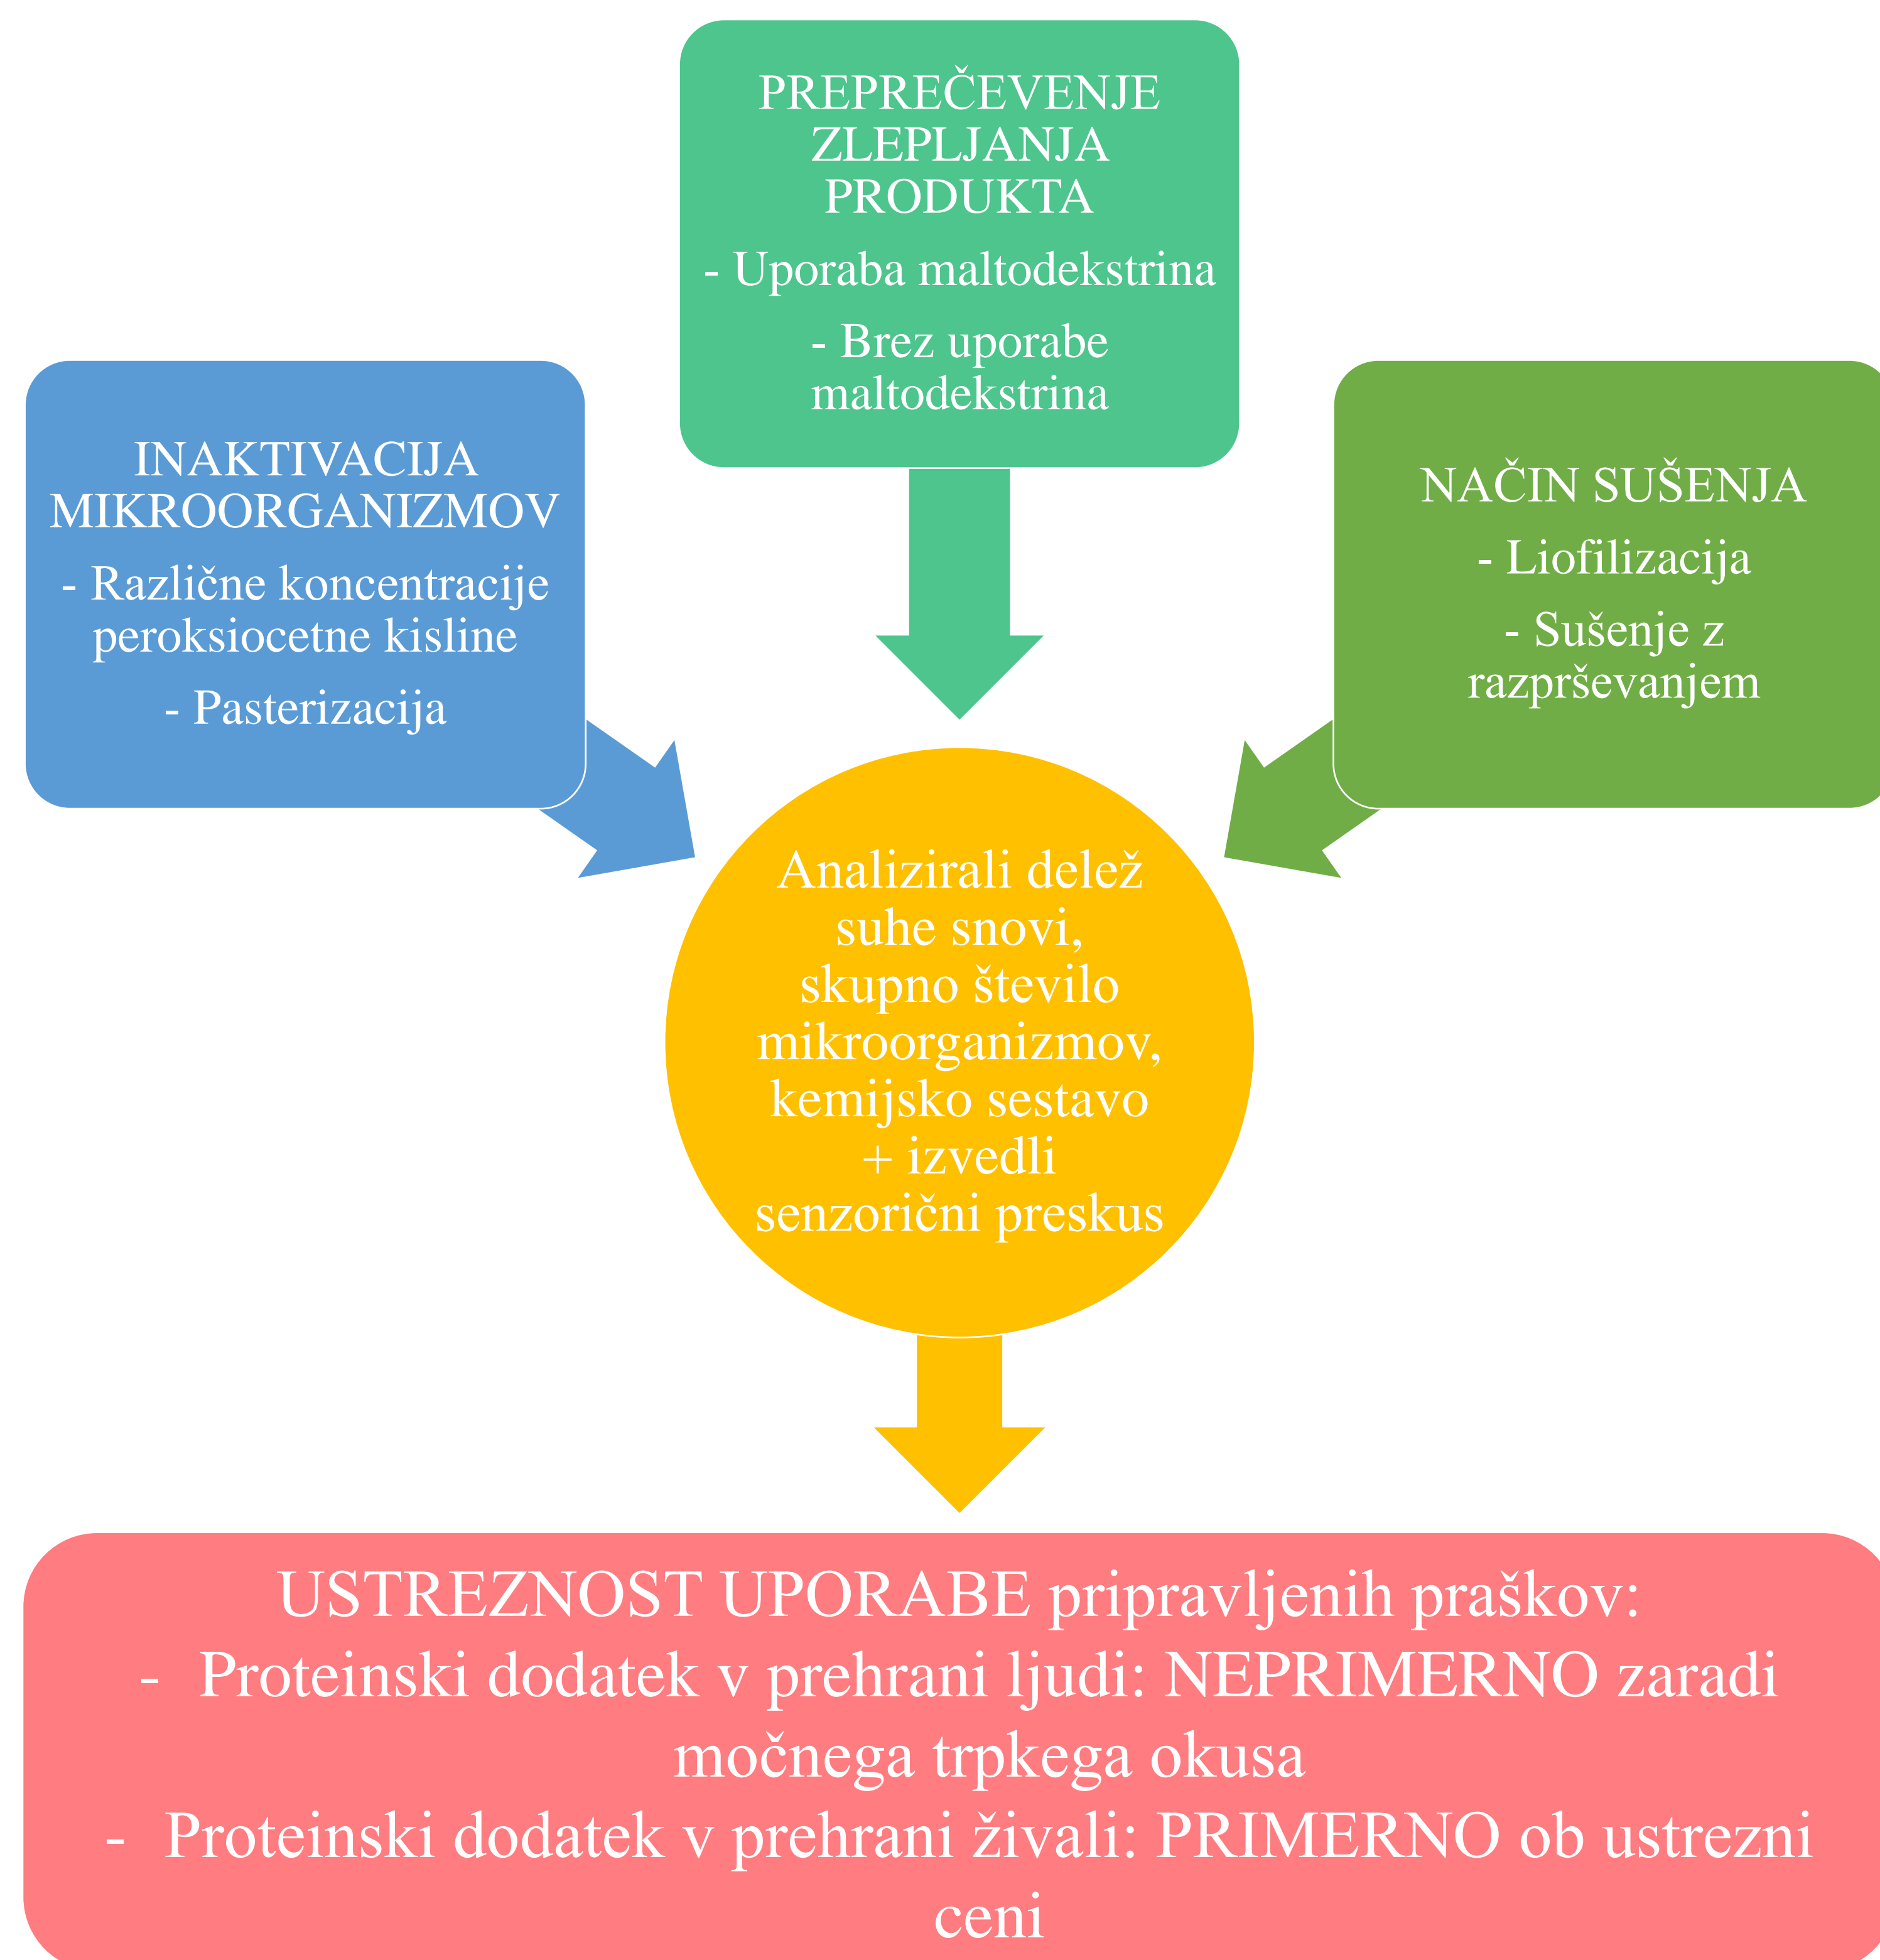 PREPREČEVENJE
ZLEPLJANJA
PRODUKTA
- Uporaba maltodekstrina
- Brez uporabe
maltodekstrina
INAKTIVACIJA
MIKROORGANIZMOV
- Različne koncentracije
peroksiocetne kisline
- Pasterizacija
NAČIN SUŠENJA
- Liofilizacija
- Sušenje z
razprševanjem
Analizirali delež
suhe snovi,
skupno število
mikroorganizmov,
kemijsko sestavo
+ izvedli
senzorični preskus
USTREZNOST UPORABE pripravljenih praškov:
- Proteinski dodatek v prehrani ljudi: NEPRIMERNO zaradi
močnega trpkega okusa
- Proteinski dodatek v prehrani živali: PRIMERNO ob ustrezni
ceni